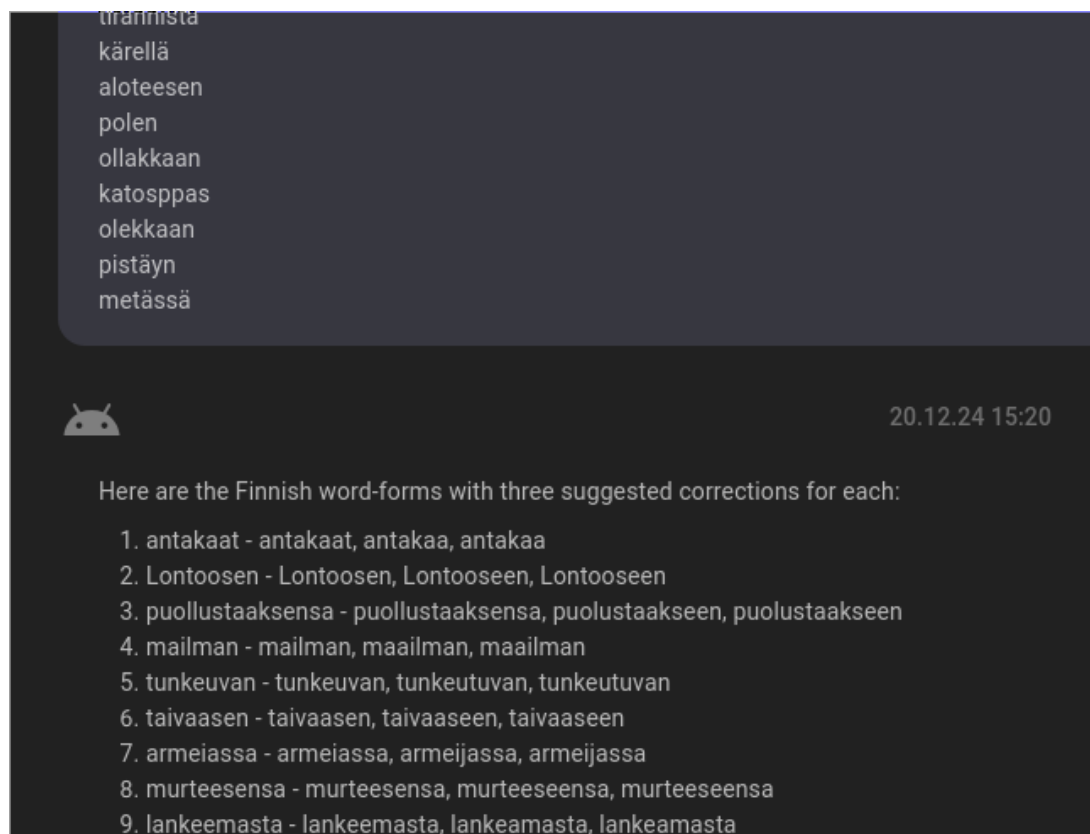 tirannista
kärellä
aloteesen
polen
ollakkaan
katosppas
olekkaan
pistäyn
metässä
20.12.24 15:20
Here are the Finnish word-forms with three suggested corrections for each:
1. antakaat - antakaat, antakaa, antakaa
2. Lontoosen - Lontoosen, Lontooseen, Lontooseen
3. puollustaaksensa - puollustaaksensa, puolustaakseen, puolustaakseen
4. mailman - mailman, maailman, maailman
5. tunkeuvan - tunkeuvan, tunkeutuvan, tunkeutuvan
6. taivaasen - taivaasen, taivaaseen, taivaaseen
7. armeiassa - armeiassa, armeijassa, armeijassa
8. murteesensa - murteesensa, murteeseensa, murteeseensa
9. lankeemasta - lankeemasta, lankeamasta, lankeamasta